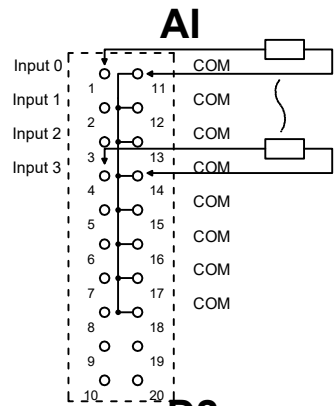 AI
Input 0 COM
1 11
Input 1 COM
2 12
Input 2 COM
3 13
Input 3 COM
4 14
COM
5 15
COM
6 16
COM
7 17
COM
8 18
9 19
10 20